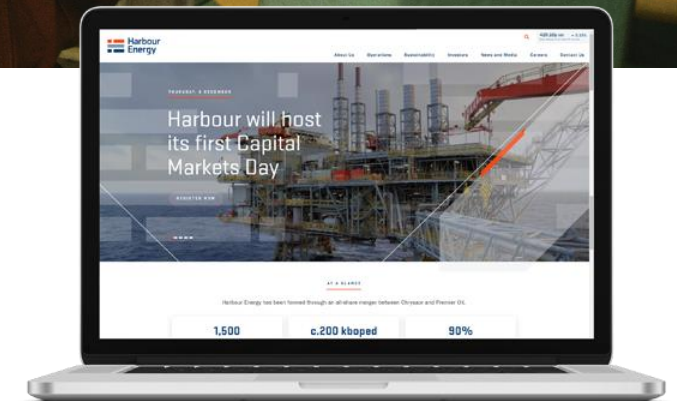 Harbour
Energy
About Us Operations Sustainability Investors News and Media Careers Contact Us
THURSDAY, 9 DECEMBER
Harbour will host
its first Capital
Markets Day
REGISTER NOW
AT A GLANCE
Harbour Energy has been formed through an all-share merger between Chrysaor and Premier Oil.
1,500 c.200 kboped 90%